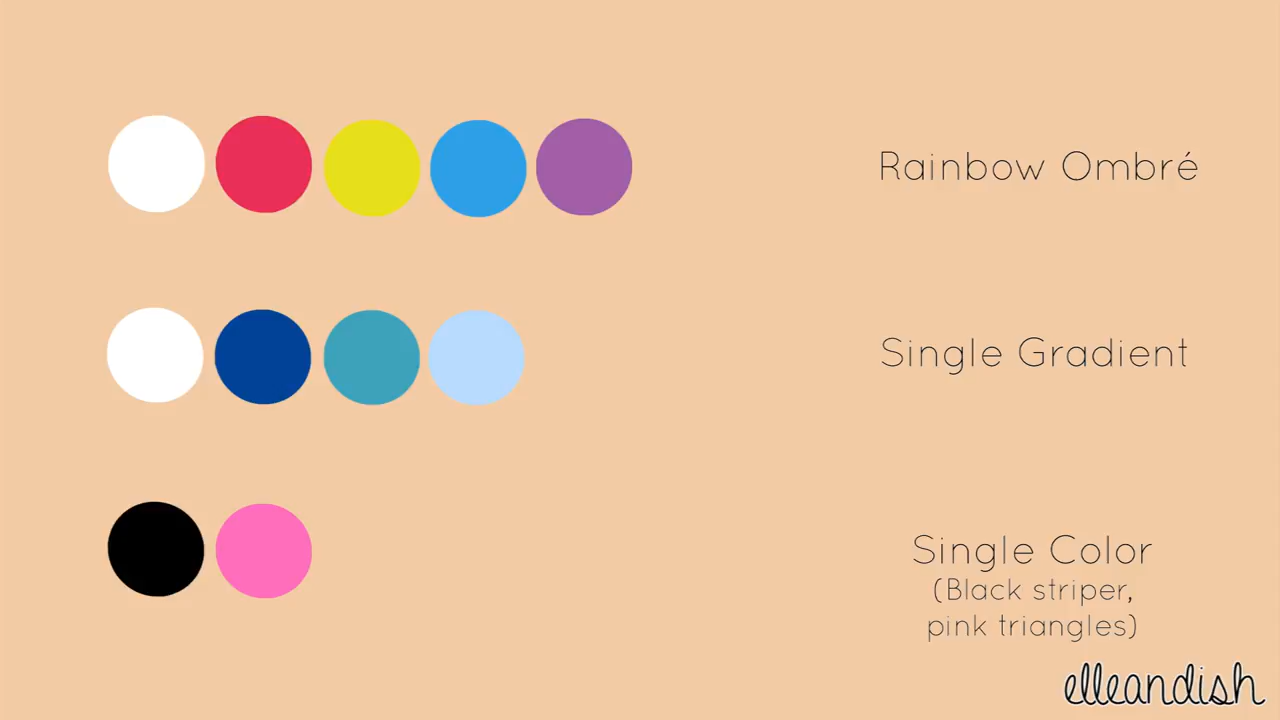 Rainbow Ombré
Single Gradient
Single Color
(Black striper,
pink triangles)
elleandish